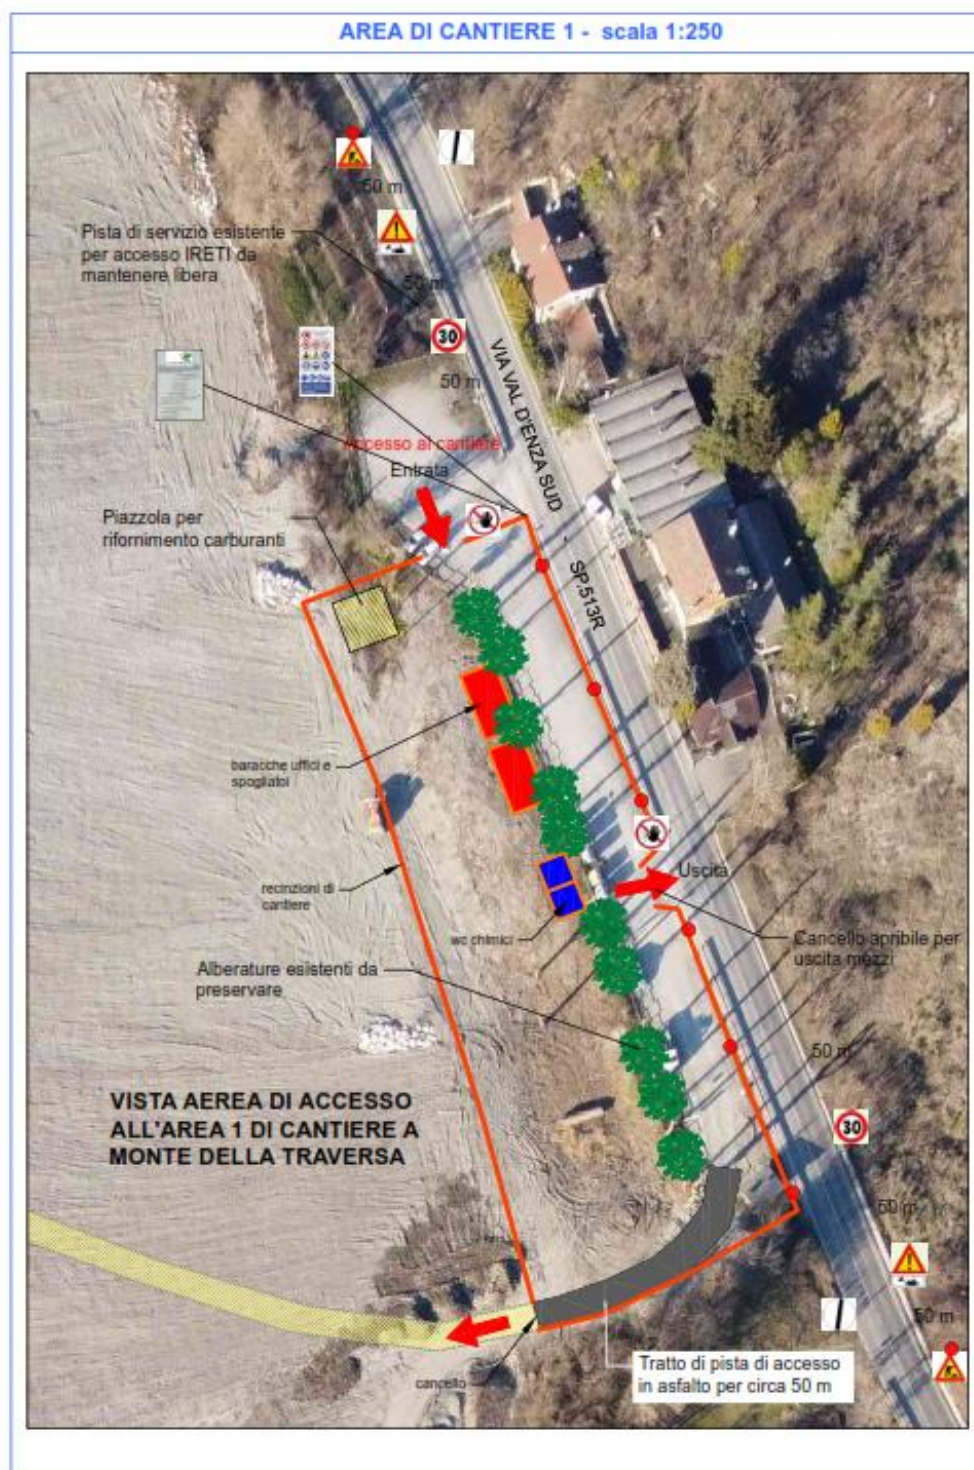 AREA DI CANTIERE 1 - scala 1:250
50 m
Pista di servizio esistente
per accesso IRETI da
mantenere libera
50 m
30
50 m
VIA VAL D'ENZA SUD - SP.513R
Accesso al cantiere
Entrata
Piazzola per
rifornimento carburanti
baracche uffici e
spogliatoi
recinzioni di
cantiere
Uscita
wc chimici
Cancello apribile per
uscita mezzi
Alberature esistenti da
preservare
50 m
VISTA AEREA DI ACCESSO
ALL'AREA 1 DI CANTIERE A
MONTE DELLA TRAVERSA
30
50 m
50 m
Tratto di pista di accesso
in asfalto per circa 50 m
cancello